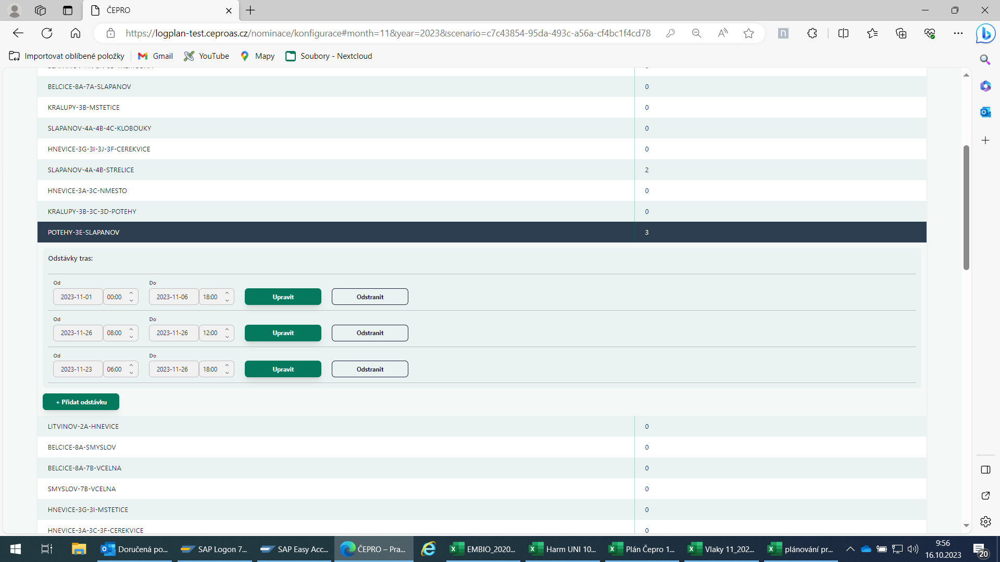 ČEPRO
https://logplan-test.ceproas.cz/nominace/konfigurace#month=11&year=2023&scenario=c7c43854-95da-493c-a56a-cf4bc1f4cd78
Importovat oblíbené položky Gmail YouTube Mapy Soubory - Nextcloud
BELCICE-8A-7A-SLAPANOV 0
KRALUPY-3B-MSTETICE 0
SLAPANOV-4A-4B-4C-KLOBOUKY 0
HNEVICE-3G-3I-3J-3F-CEREKVICE 0
SLAPANOV-4A-4B-STRELICE 2
HNEVICE-3A-3C-NMESTO 0
KRALUPY-3B-3C-3D-POTEHY 0
POTEHY-3E-SLAPANOV 3
Odstávky tras:
Od Do
2023-11-01 00:00 2023-11-06 18:00 Upravit Odstranit
Od Do
2023-11-26 08:00 2023-11-26 12:00 Upravit Odstranit
Od Do
2023-11-23 06:00 2023-11-26 18:00 Upravit Odstranit
+ Přidat odstávku
LITVINOV-2A-HNEVICE 0
BELCICE-8A-SMYSLOV 0
BELCICE-8A-7B-VCELNA 0
SMYSLOV-7B-VCELNA 0
HNEVICE-3G-3I-MSTETICE 0
HNEVICE-3A-3C-3F-CEREKVICE 0
Doručená po... SAP Logon 7... SAP Easy Acc... ČEPRO – Pra... EMBIO_2020... Harm UNI 10... Plán Čepro 1... Vlaky 11_202... plánování pr... 9:56
16.10.2023 20